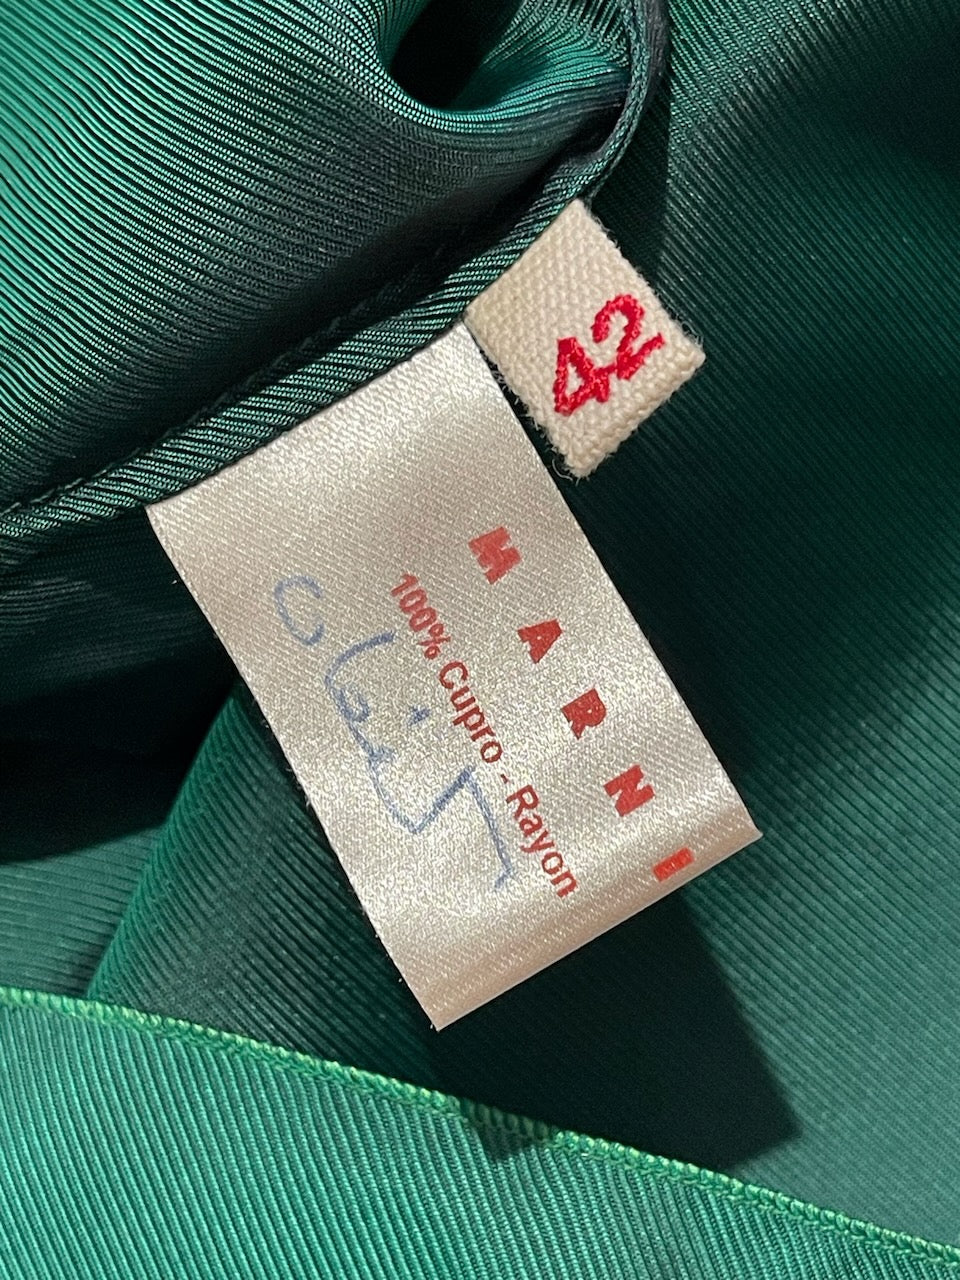 42
MARNI
100% Cupro - Rayon